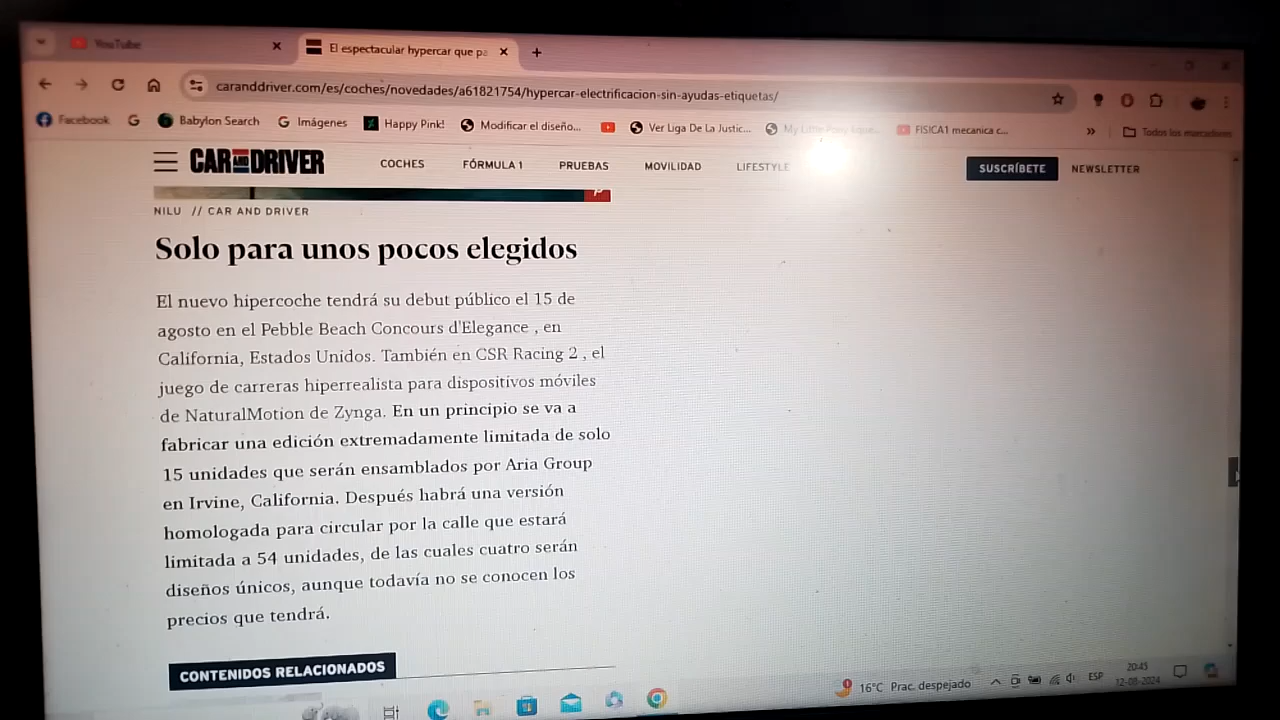 YouTube
El espectacular hypercar que pa
caranddriver.com/es/coches/novedades/a61821754/hypercar-electrificacion-sin-ayudas-etiquetas/
Facebook
Babylon Search
Imágenes
Happy Pink!
Modificar el diseño...
Ver Liga De La Justic...
FISICA1 mecanica c...
»
Todos los marcadores
CAR AND DRIVER
COCHES
FÓRMULA 1
PRUEBAS
MOVILIDAD
LIFESTYLE
SUSCRÍBETE
NEWSLETTER
NILU // CAR AND DRIVER
Solo para unos pocos elegidos
El nuevo hipercoche tendrá su debut público el 15 de
agosto en el Pebble Beach Concours d'Elegance , en
California, Estados Unidos. También en CSR Racing 2 , el
juego de carreras hiperrealista para dispositivos móviles
de NaturalMotion de Zynga. En un principio se va a
fabricar una edición extremadamente limitada de solo
15 unidades que serán ensamblados por Aria Group
en Irvine, California. Después habrá una versión
homologada para circular por la calle que estará
limitada a 54 unidades, de las cuales cuatro serán
diseños únicos, aunque todavía no se conocen los
precios que tendrá.
CONTENIDOS RELACIONADOS
16°C Prac. despejado
ESP
20:45
12-08-2024